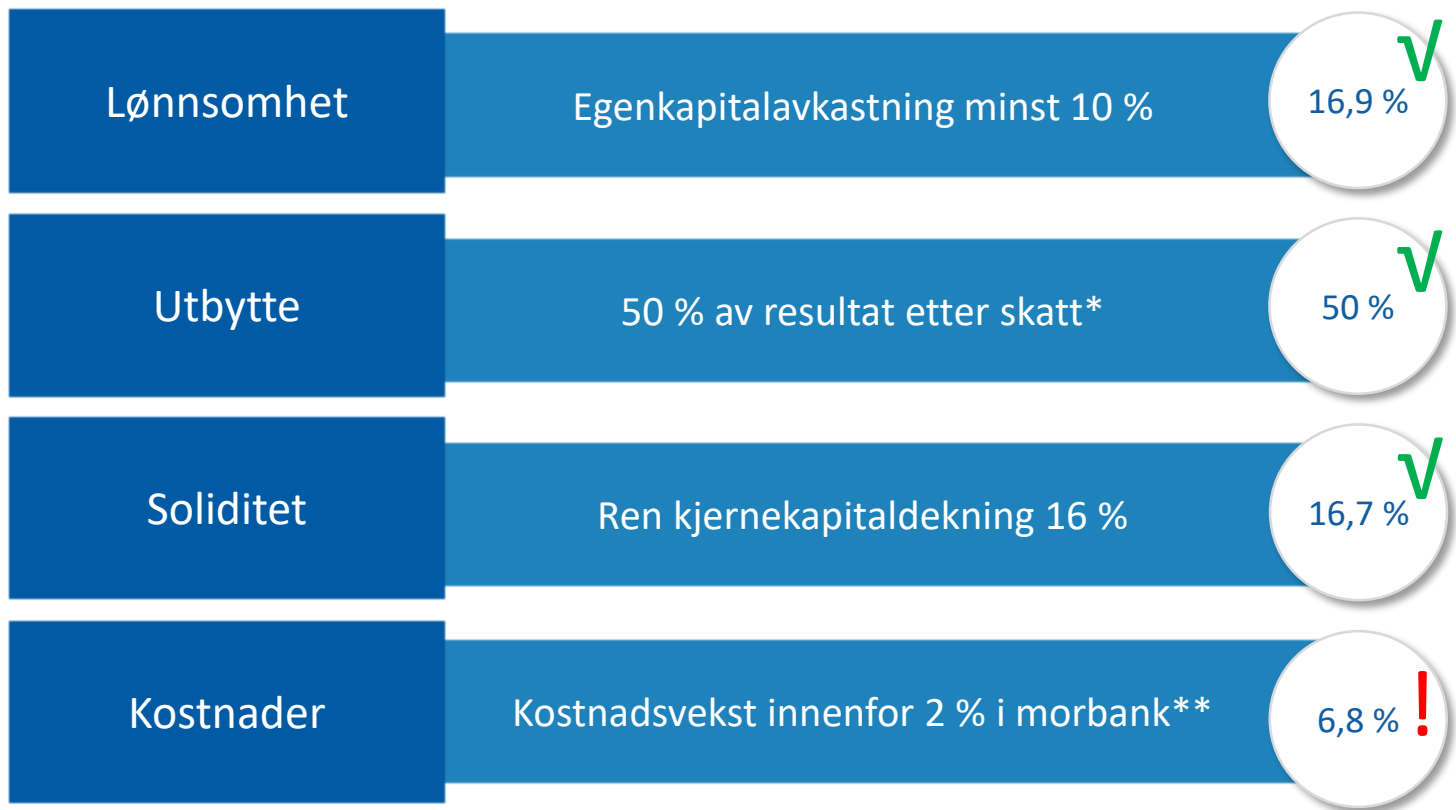 Lønnsomhet
Egenkapitalavkastning minst 10 %
16,9 %
√
Utbytte
50 % av resultat etter skatt*
50 %
√
Soliditet
Ren kjernekapitaldekning 16 %
16,7 %
√
Kostnader
Kostnadsvekst innenfor 2 % i morbank**
6,8 %
!